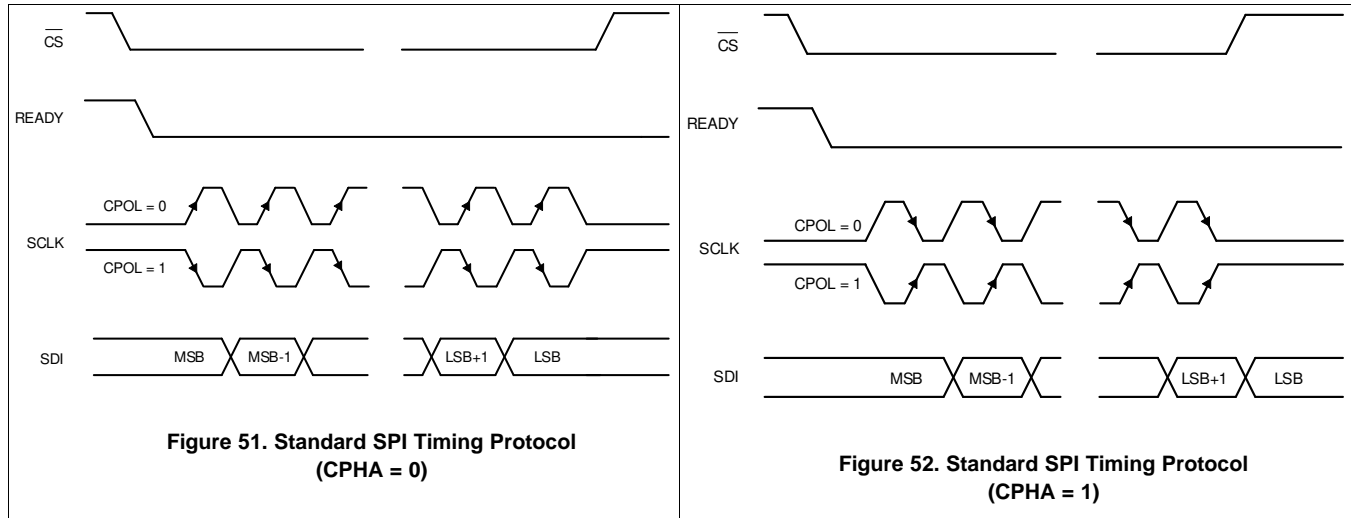 CS
READY
CPOL = 0
SCLK
CPOL = 1
SDI
MSB
MSB-1
LSB+1
LSB
Figure 51. Standard SPI Timing Protocol
(CPHA = 0)
CS
READY
CPOL = 0
SCLK
CPOL = 1
SDI
MSB
MSB-1
LSB+1
LSB
Figure 52. Standard SPI Timing Protocol
(CPHA = 1)